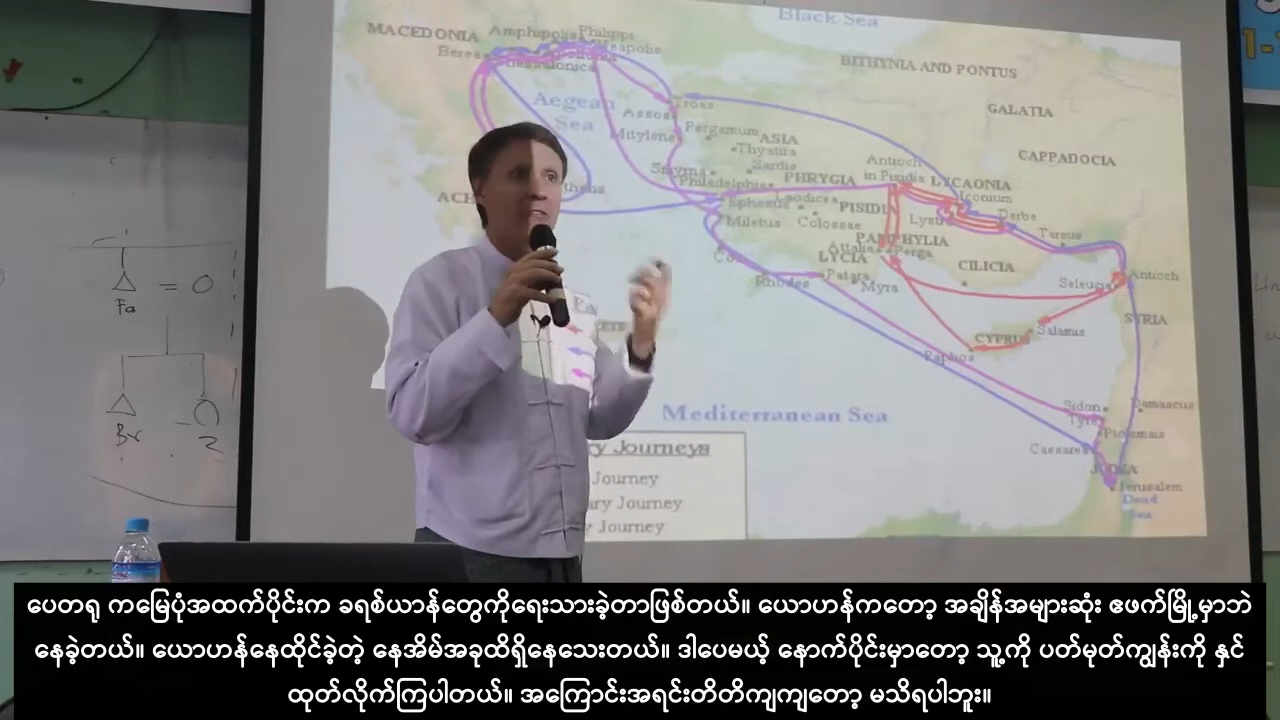 Black Sea
MACEDONIA
Amphipolis
Philippi
Neapolis
Berea
Thessalonica
BITHYNIA AND PONTUS
GALATIA
CAPPADOCIA
Aegean
Sea
Troas
Assos
Mitylene
Pergamum
ASIA
Thyatira
Sardis
Smyrna
Philadelphia
PHRYGIA
Antioch
in Pisidia
LYCAONIA
Iconium
Derbe
Ephesus
Laodicea
Colossae
Miletus
PAMPHYLIA
Attalia
Perga
LYCIA
Tarsus
CILICIA
Seleucia
Antioch
SYRIA
Rhodes
Patara
Myra
Salamus
CYPRUS
Paphos
Mediterranean Sea
Sidon
Damascus
Tyre
Caesarea
Jerusalem
Dead
Sea
ry Journeys
Journey
ary Journey
y Journey
Fa
= O
Br
Z
ပေတရု ကမြေပုံအထက်ပိုင်းက ခရစ်ယာန်တွေကိုရေးသားခဲ့တာဖြစ်တယ်။ ယောဟန်ကတော့ အချိန်အများဆုံး ဧဖက်မြို့မှာဘဲ
နေခဲ့တယ်။ ယောဟန်နေထိုင်ခဲ့တဲ့ နေအိမ်အခုထိရှိနေသေးတယ်။ ဒါပေမယ့် နောက်ပိုင်းမှာတော့ သူ့ကို ပတ်မုတ်ကျွန်းကို နှင်
ထုတ်လိုက်ကြပါတယ်။ အကြောင်းအရင်းတိတိကျကျတော့ မသိရပါဘူး။